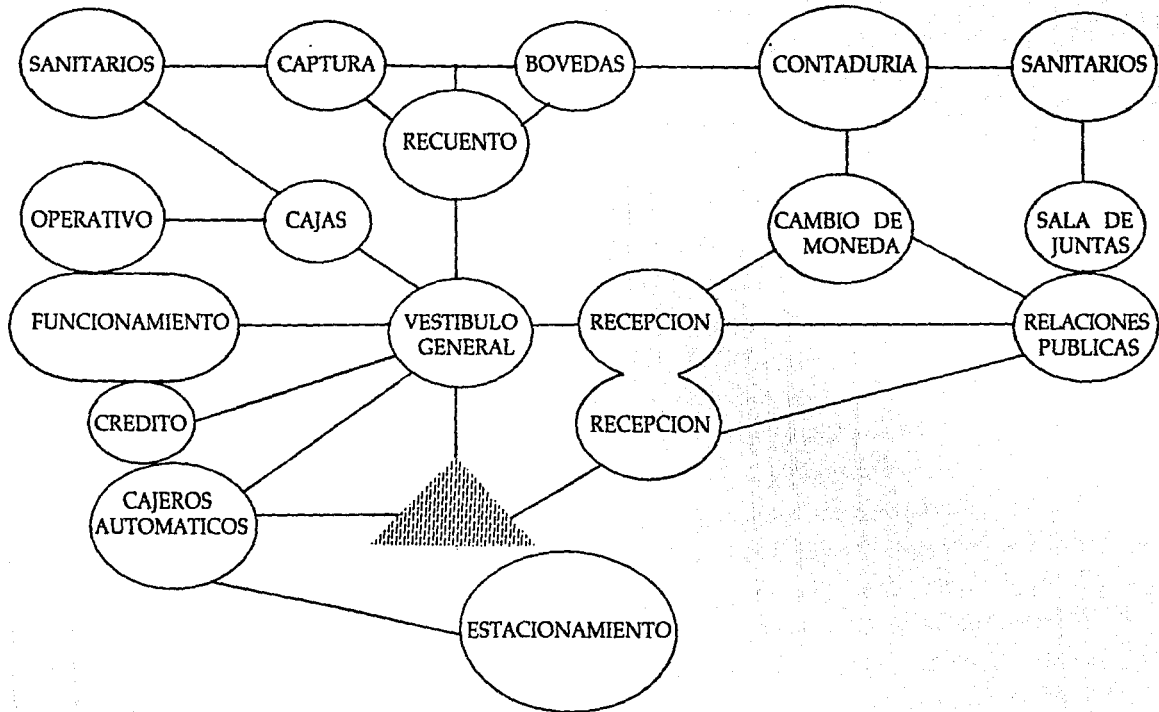 SANITARIOS
CAPTURA
BOVEDAS
CONTADURIA
SANITARIOS
RECUENTO
OPERATIVO
CAJAS
CAMBIO DE
MONEDA
SALA DE
JUNTAS
FUNCIONAMIENTO
VESTIBULO
GENERAL
RECEPCION
RELACIONES
PUBLICAS
CREDITO
RECEPCION
CAJEROS
AUTOMATICOS
ESTACIONAMIENTO